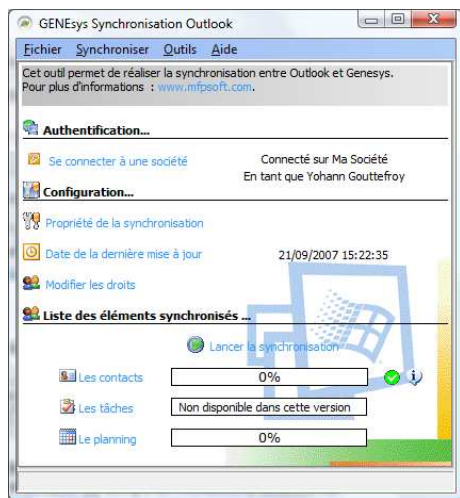 GENEsys Synchronisation Outlook
Fichier Synchroniser Outils Aide
Cet outil permet de réaliser la synchronisation entre Outlook et Genesys.
Pour plus d'informations : www.mfpsoft.com.
Authentification...
Se connecter à une société
Connecté sur Ma Société
En tant que Yohann Gouttefroy
Configuration...
Propriété de la synchronisation
Date de la dernière mise à jour 21/09/2007 15:22:35
Modifier les droits
Liste des éléments synchronisés ...
Lancer la synchronisation
Les contacts 0%
Les tâches Non disponible dans cette version
Le planning 0%